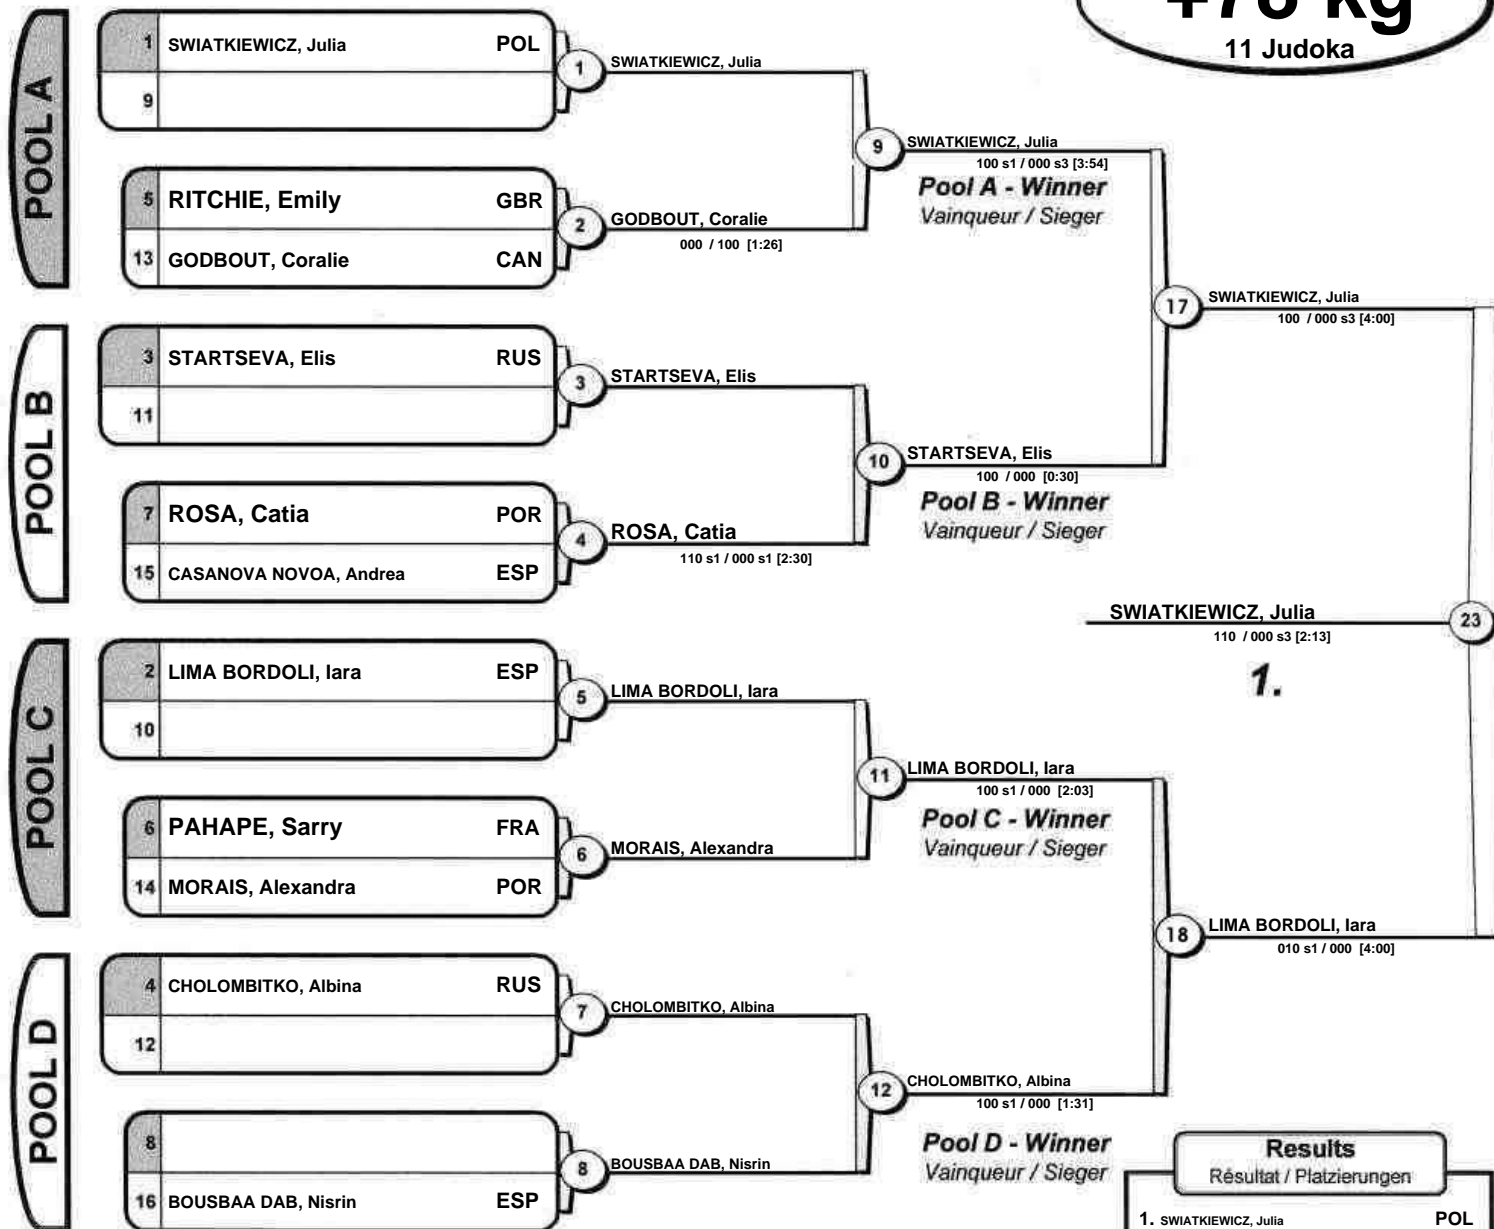 +78 kg
11 Judoka
POOL A
1 SWIATKIEWICZ, Julia POL
9
1 SWIATKIEWICZ, Julia
5 RITCHIE, Emily GBR
13 GODBOUT, Coralie CAN
2 GODBOUT, Coralie
000 / 100 [1:26]
9 SWIATKIEWICZ, Julia
100 s1 / 000 s3 [3:54]
Pool A - Winner
Vainqueur / Sieger
POOL B
3 STARTSEVA, Elis RUS
11
3 STARTSEVA, Elis
7 ROSA, Catia POR
15 CASANOVA NOVOA, Andrea ESP
4 ROSA, Catia
110 s1 / 000 s1 [2:30]
10 STARTSEVA, Elis
100 / 000 [0:30]
Pool B - Winner
Vainqueur / Sieger
17 SWIATKIEWICZ, Julia
100 / 000 s3 [4:00]
POOL C
2 LIMA BORDOLI, Iara ESP
10
5 LIMA BORDOLI, Iara
6 PAHAPE, Sarry FRA
14 MORAIS, Alexandra POR
6 MORAIS, Alexandra
11 LIMA BORDOLI, Iara
100 s1 / 000 [2:03]
Pool C - Winner
Vainqueur / Sieger
POOL D
4 CHOLOMBITKO, Albina RUS
12
7 CHOLOMBITKO, Albina
8
16 BOUSBAA DAB, Nisrin ESP
8 BOUSBAA DAB, Nisrin
12 CHOLOMBITKO, Albina
100 s1 / 000 [1:31]
Pool D - Winner
Vainqueur / Sieger
18 LIMA BORDOLI, Iara
010 s1 / 000 [4:00]
SWIATKIEWICZ, Julia 23
110 / 000 s3 [2:13]
1.
Results
Résultat / Platzierungen
1. SWIATKIEWICZ, Julia POL